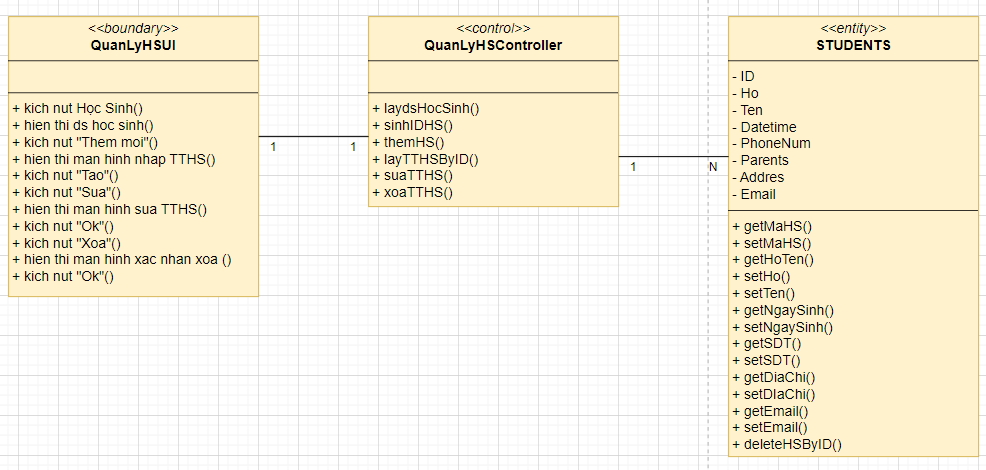 <<boundary>>
QuanLyHSUI
+ kich nut Học Sinh()
+ hien thi ds hoc sinh()
+ kich nut "Them moi"()
+ hien thi man hinh nhap TTHS()
+ kich nut "Tao"()
+ kich nut "Sua"()
+ hien thi man hinh sua TTHS()
+ kich nut "Ok"()
+ kich nut "Xoa"()
+ hien thi man hinh xac nhan xoa ()
+ kich nut "Ok"()
1
1
<<control>>
QuanLyHSController
+ laydsHocSinh()
+ sinhIDHS()
+ themHS()
+ layTTHSByID()
+ suaTTHS()
+ xoaTTHS()
1
N
<<entity>>
STUDENTS
- ID
- Ho
- Ten
- Datetime
- PhoneNum
- Parents
- Addres
- Email
+ getMaHS()
+ setMaHS()
+ getHoTen()
+ setHo()
+ setTen()
+ getNgaySinh()
+ setNgaySinh()
+ getSDT()
+ setSDT()
+ getDiaChi()
+ setDIaChi()
+ getEmail()
+ setEmail()
+ deleteHSByID()